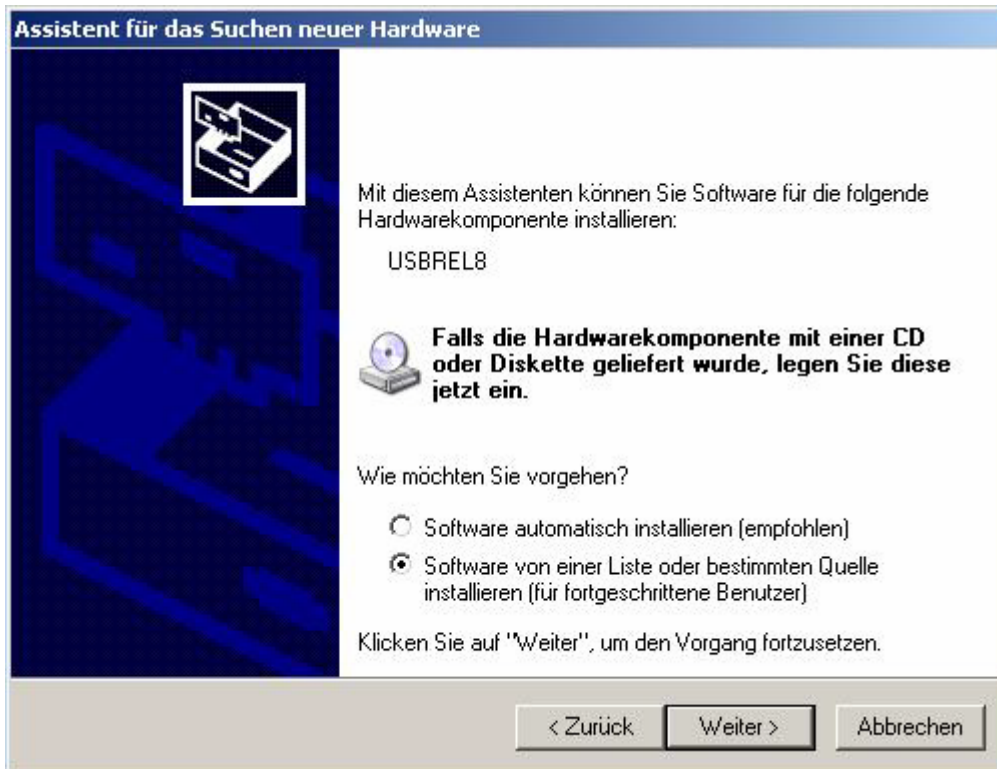 Assistent für das Suchen neuer Hardware
Mit diesem Assistenten können Sie Software für die folgende
Hardwarekomponente installieren:
USBREL8
Falls die Hardwarekomponente mit einer CD
oder Diskette geliefert wurde, legen Sie diese
jetzt ein.
Wie möchten Sie vorgehen?
Software automatisch installieren (empfohlen)
Software von einer Liste oder bestimmten Quelle
installieren (für fortgeschrittene Benutzer)
Klicken Sie auf "Weiter", um den Vorgang fortzusetzen.
< Zurück Weiter > Abbrechen